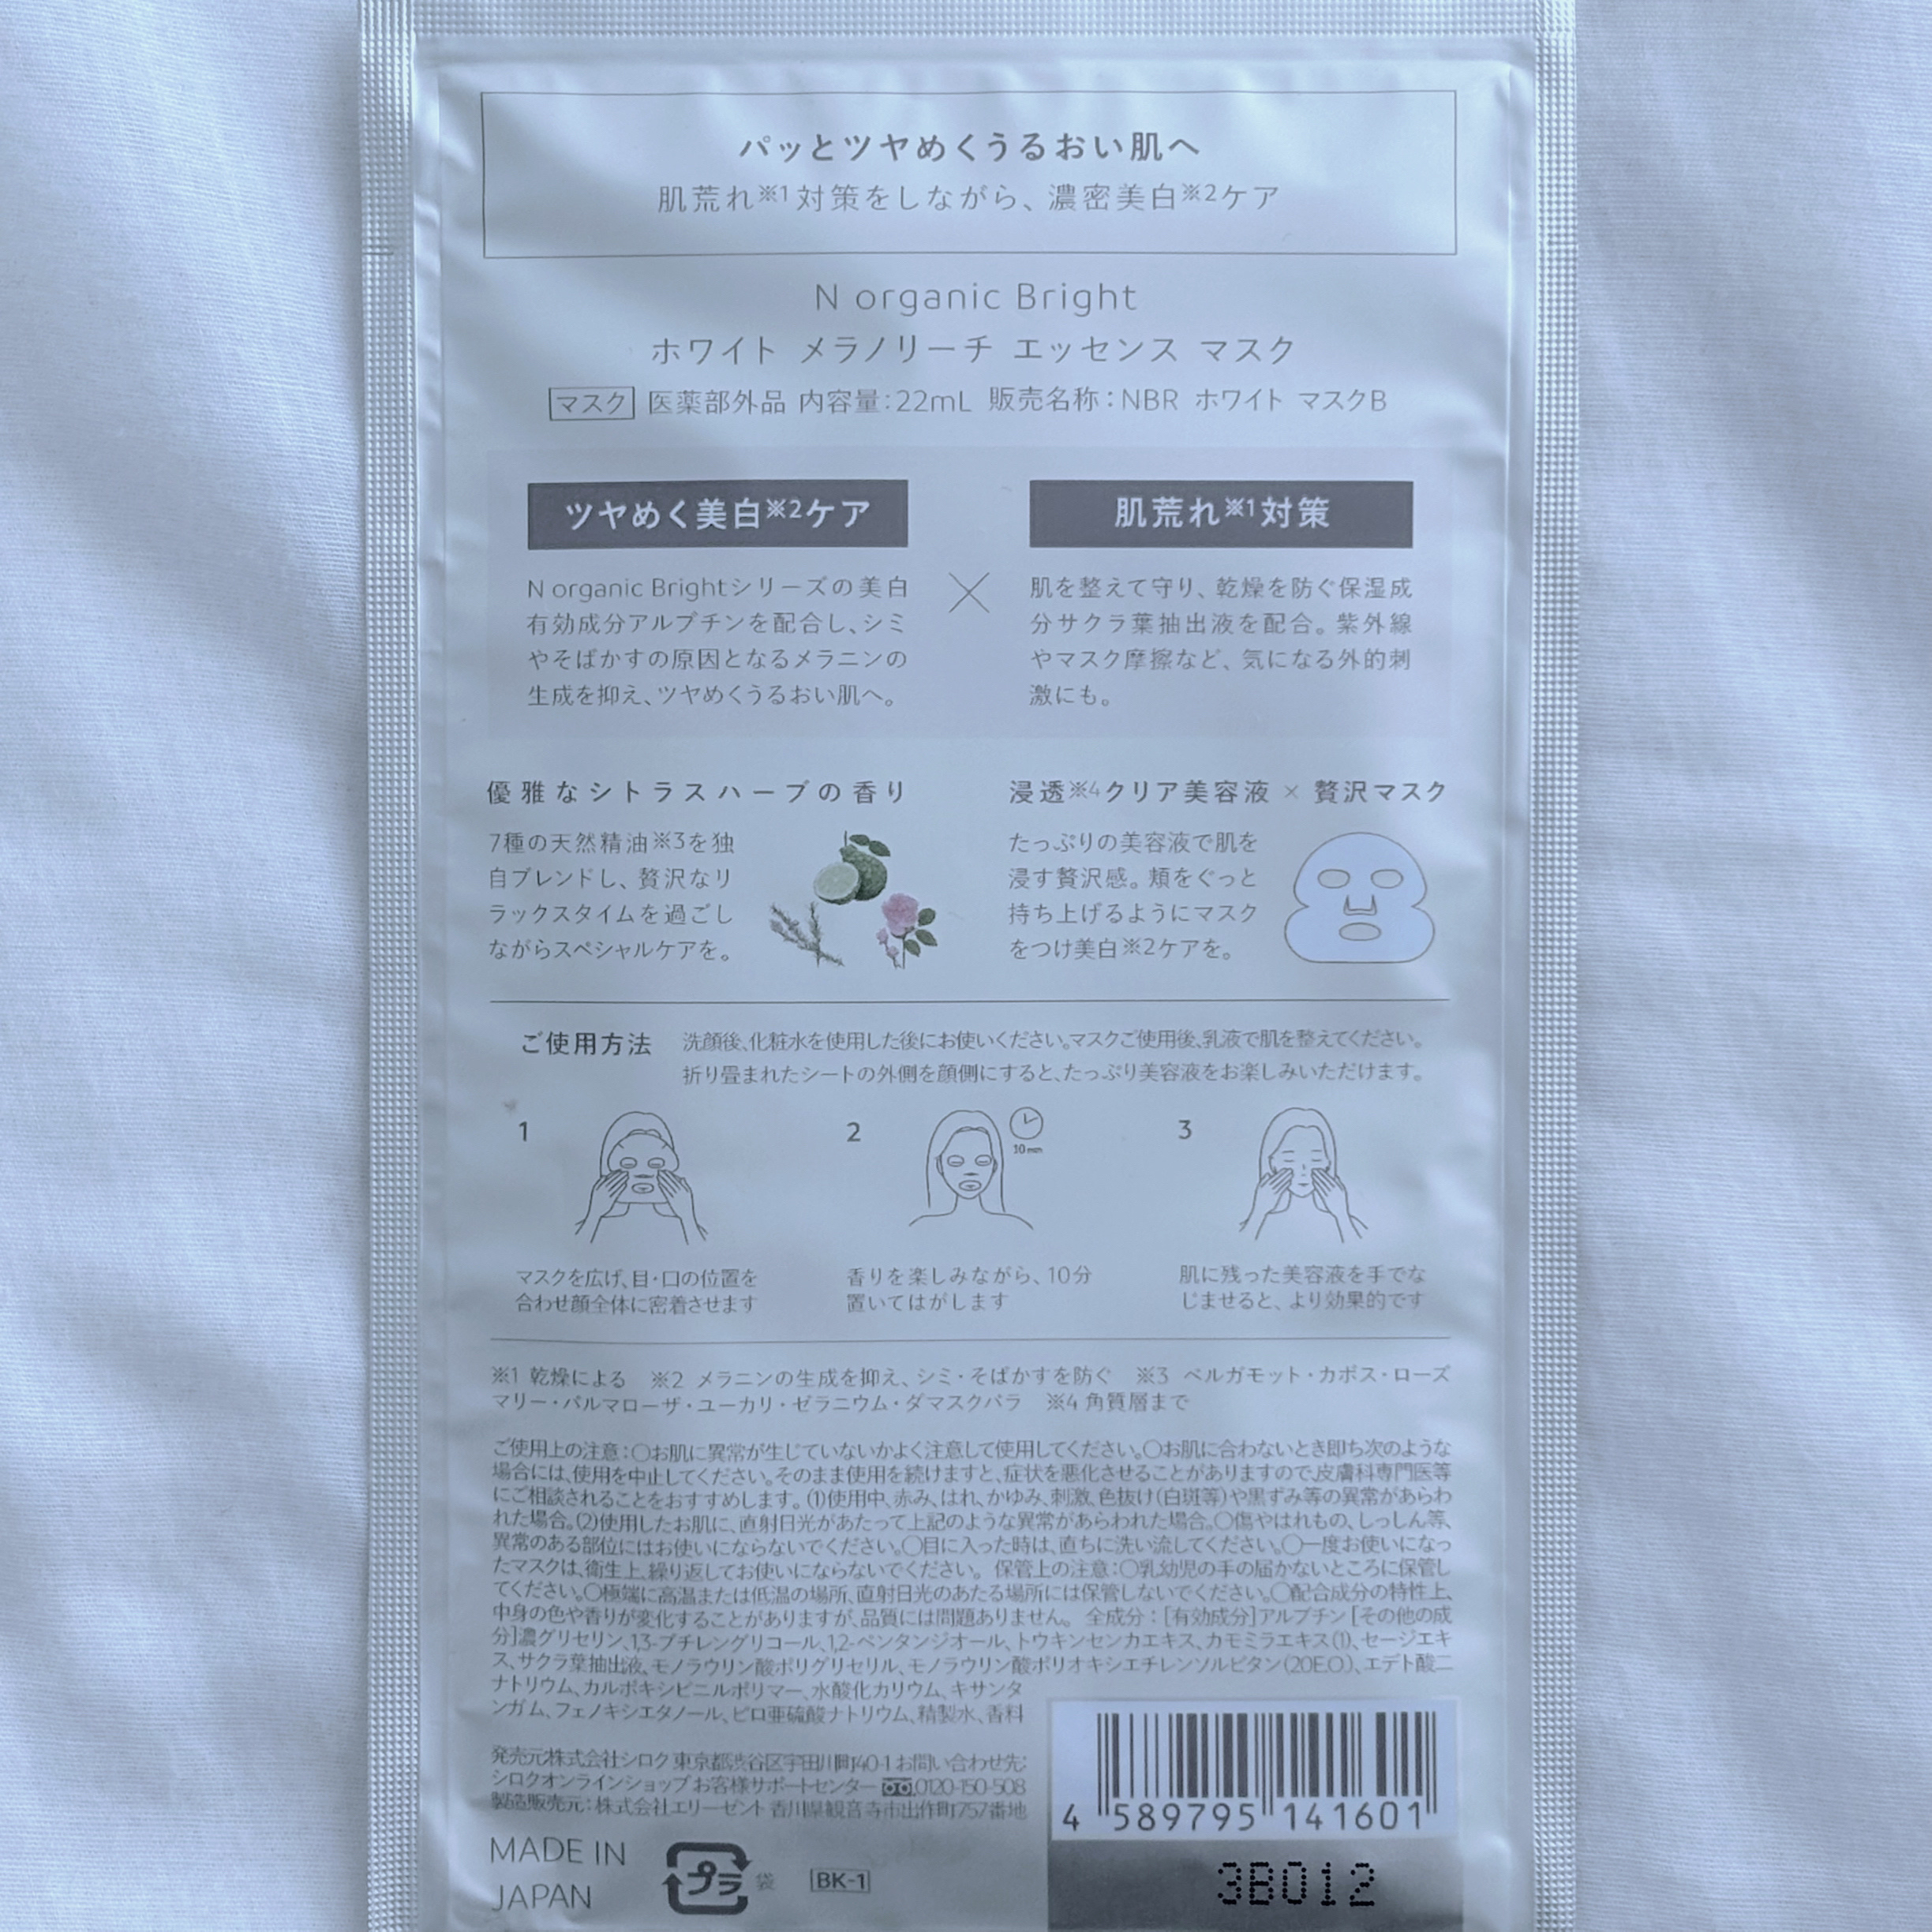 パッとツヤめくうるおい肌へ
肌荒れ※1対策をしながら、濃密美白※2ケア
N organic Bright
ホワイト メラノリーチ エッセンス マスク
マスク 医薬部外品 内容量：22mL 販売名称：NBR ホワイト マスクB
ツヤめく美白※2ケア
N organic Brightシリーズの美白
有効成分アルブチンを配合し、シミ
やそばかすの原因となるメラニンの
生成を抑え、ツヤめくうるおい肌へ。
×
肌荒れ※1対策
肌を整えて守り、乾燥を防ぐ保湿成
分サクラ葉抽出液を配合。紫外線
やマスク摩擦など、気になる外的刺
激にも。
優雅なシトラスハーブの香り
7種の天然精油※3を独
自ブレンドし、贅沢なリ
ラックスタイムを過ごし
ながらスペシャルケアを。
浸透※4クリア美容液 × 贅沢マスク
たっぷりの美容液で肌を
浸す贅沢感。頬をぐっと
持ち上げるようにマスク
をつけ美白※2ケアを。
ご使用方法
洗顔後、化粧水を使用した後にお使いください。マスクご使用後、乳液で肌を整えてください。
折り畳まれたシートの外側を顔側にすると、たっぷり美容液をお楽しみいただけます。
1
マスクを広げ、目・口の位置を
合わせ顔全体に密着させます
2
10 min
香りを楽しみながら、10分
置いてはがします
3
肌に残った美容液を手でな
じませると、より効果的です
※1 乾燥による ※2 メラニンの生成を抑え、シミ・そばかすを防ぐ ※3 ベルガモット・カボス・ローズ
マリー・パルマローザ・ユーカリ・ゼラニウム・ダマスクバラ ※4 角質層まで
ご使用上の注意：○お肌に異常が生じていないかよく注意して使用してください。○お肌に合わないとき即ち次のような
場合には、使用を中止してください。そのまま使用を続けますと、症状を悪化させることがありますので、皮膚科専門医等
にご相談されることをおすすめします。(1)使用中、赤み、はれ、かゆみ、刺激、色抜け(白斑等)や黒ずみ等の異常があらわ
れた場合。(2)使用したお肌に、直射日光があたって上記のような異常があらわれた場合。○傷やはれもの、しっしん等、
異常のある部位にはお使いにならないでください。○目に入った時は、直ちに洗い流してください。○一度お使いになっ
たマスクは、衛生上、繰り返してお使いにならないでください。 保管上の注意：○乳幼児の手の届かないところに保管し
てください。○極端に高温または低温の場所、直射日光のあたる場所には保管しないでください。○配合成分の特性上、
中身の色や香りが変化することがありますが、品質には問題ありません。 全成分：[有効成分]アルブチン [その他の成
分]濃グリセリン、1,3-ブチレングリコール、1,2-ペンタンジオール、トウキンセンカエキス、カモミラエキス(1)、セージエキ
ス、サクラ葉抽出液、モノラウリン酸ポリグリセリル、モノラウリン酸ポリオキシエチレンソルビタン(20E.O.)、エデト酸二
ナトリウム、カルボキシビニルポリマー、水酸化カリウム、キサンタ
ンガム、フェノキシエタノール、ピロ亜硫酸ナトリウム、精製水、香料
発売元：株式会社シロク 東京都渋谷区宇田川町40-1 お問い合わせ先：
シロクオンラインショップお客様サポートセンター 0120-150-508
製造販売元：株式会社エリーゼント 香川県観音寺市出作町757番地
MADE IN
JAPAN
プラ 袋 BK-1
4 589795 141601
3B012